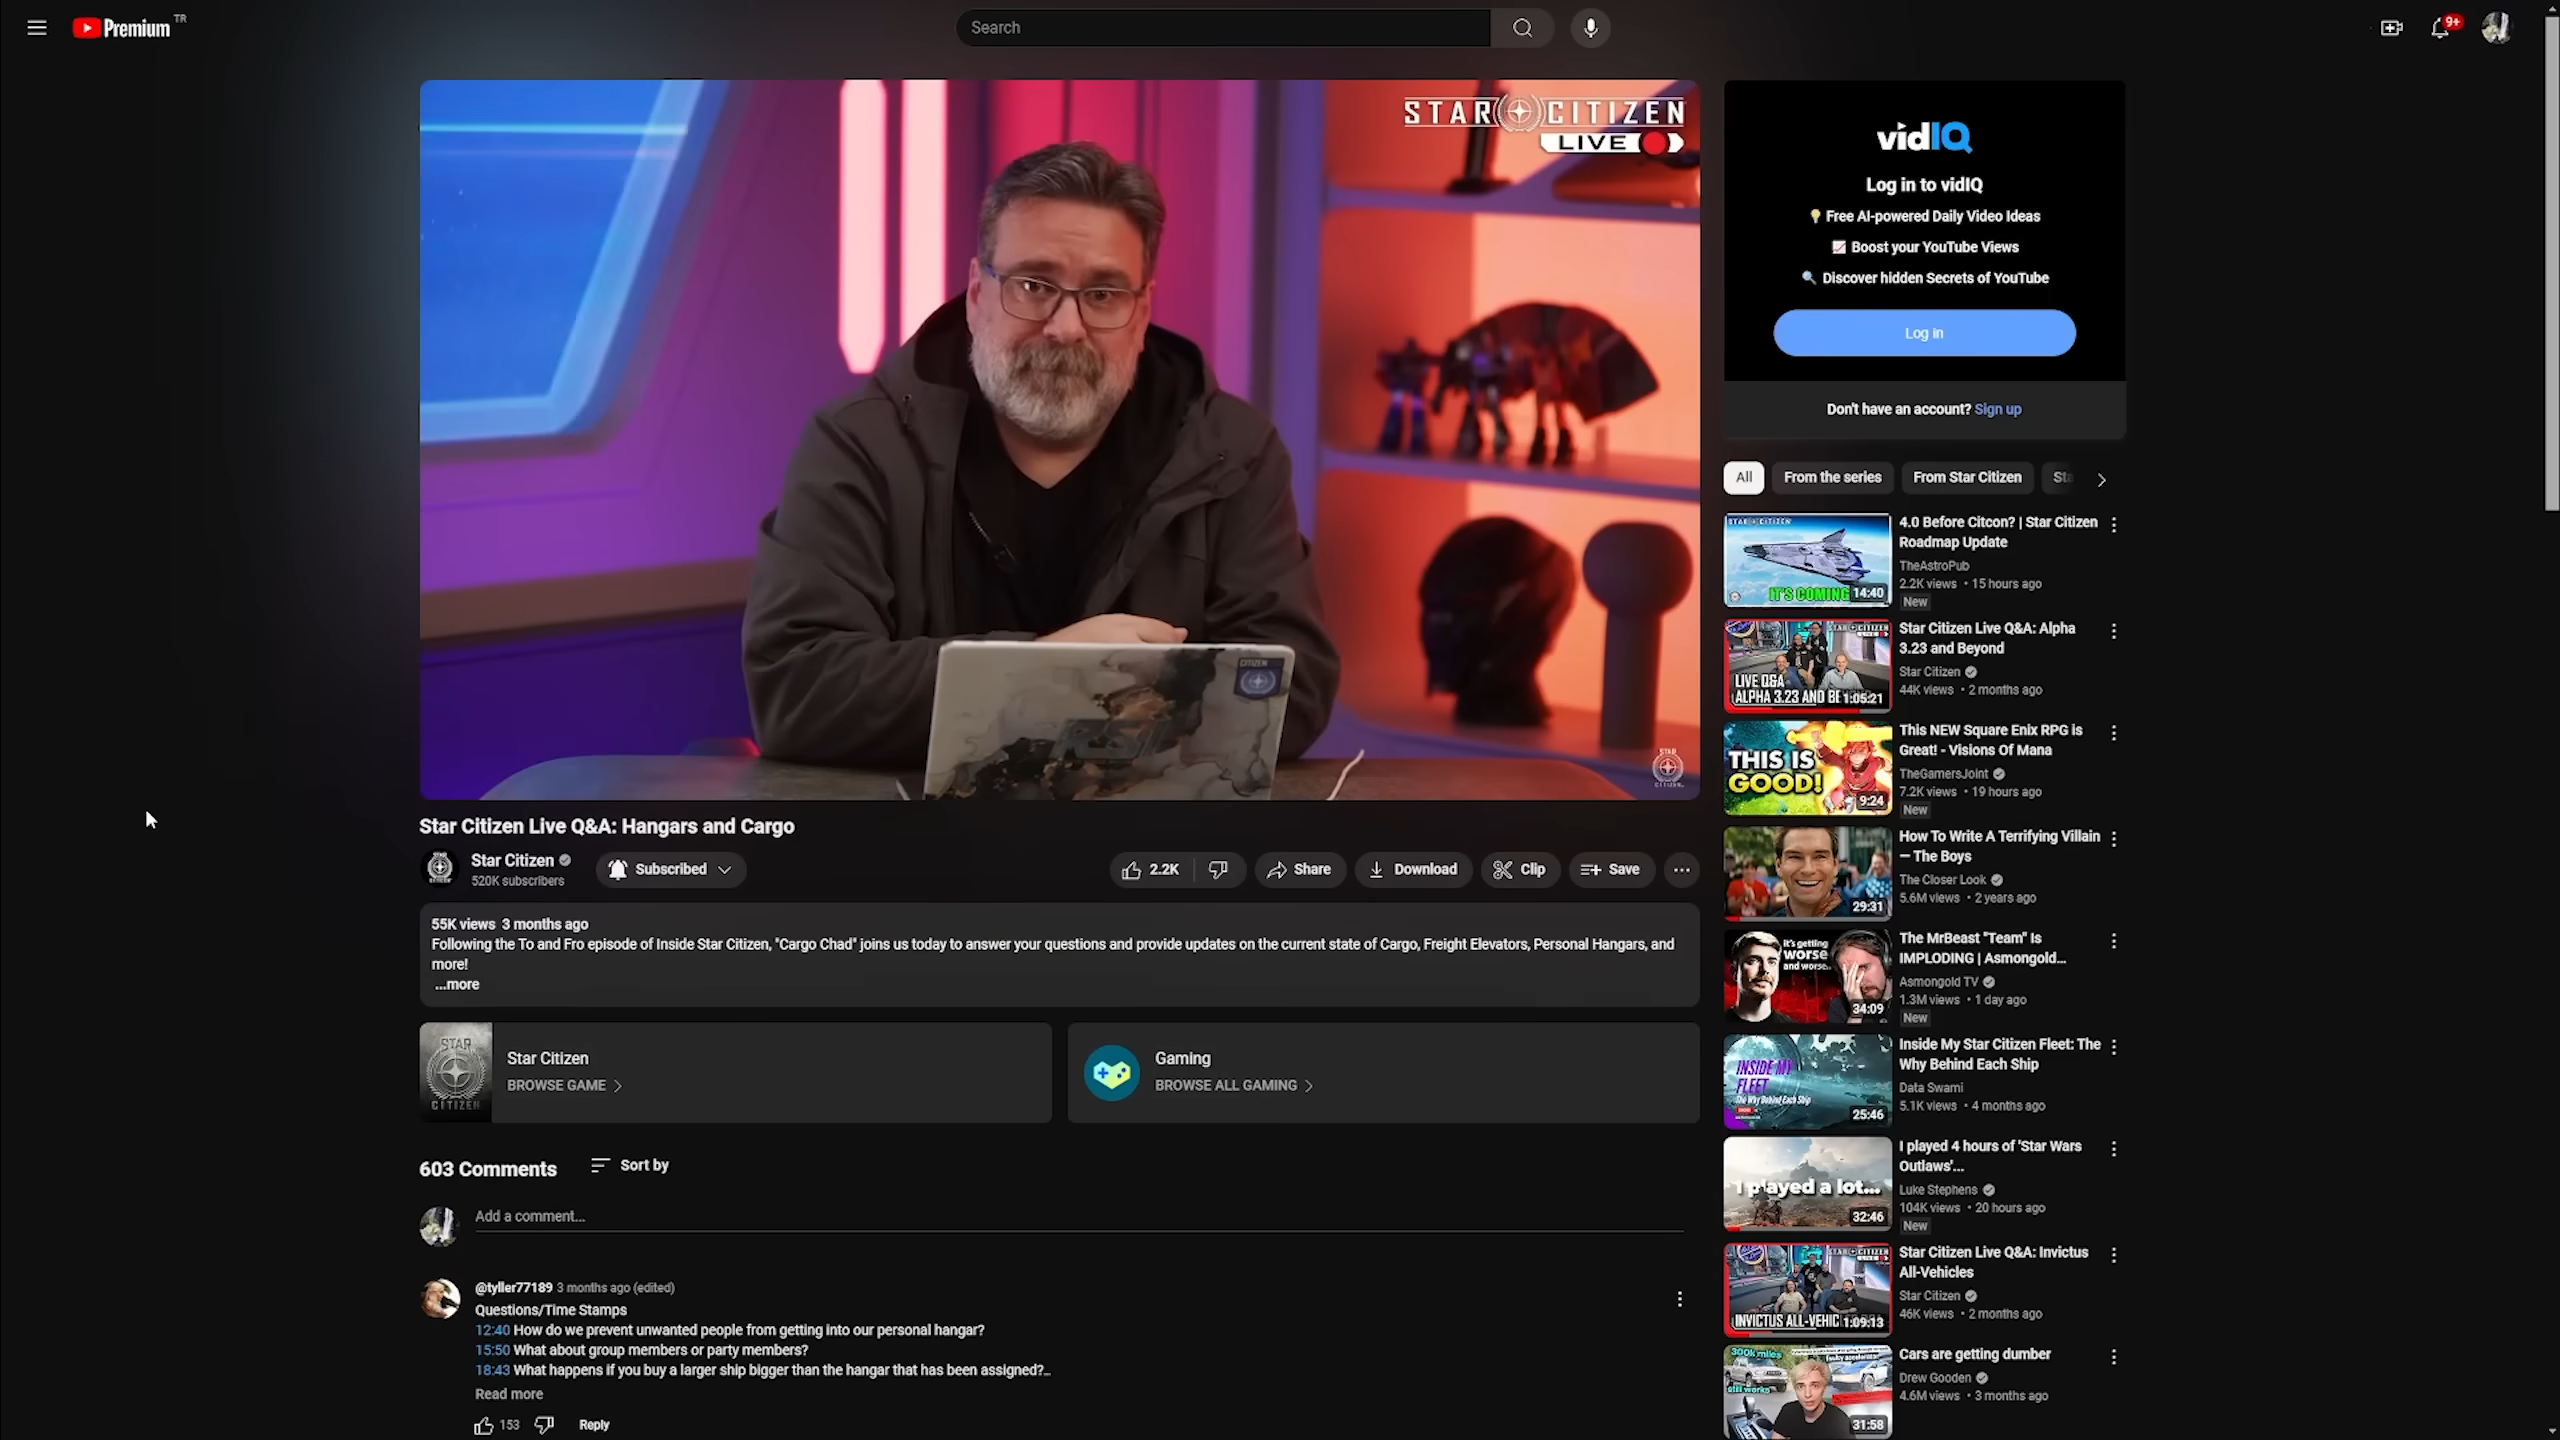 Premium TR
Search
9+
STAR CITIZEN
LIVE
CITIZEN
RSI
STAR
CITIZEN
Star Citizen Live Q&A: Hangars and Cargo
Star Citizen
520K subscribers
Subscribed
2.2K
Share
Download
Clip
Save
55K views 3 months ago
Following the To and Fro episode of Inside Star Citizen, "Cargo Chad" joins us today to answer your questions and provide updates on the current state of Cargo, Freight Elevators, Personal Hangars, and
more!
...more
STAR
CITIZEN
Star Citizen
BROWSE GAME
Gaming
BROWSE ALL GAMING
603 Comments
Sort by
Add a comment...
@tyller77189 3 months ago (edited)
Questions/Time Stamps
12:40 How do we prevent unwanted people from getting into our personal hangar?
15:50 What about group members or party members?
18:43 What happens if you buy a larger ship bigger than the hangar that has been assigned?...
Read more
153
Reply
vidIQ
Log in to vidIQ
Free AI-powered Daily Video Ideas
Boost your YouTube Views
Discover hidden Secrets of YouTube
Log in
Don't have an account? Sign up
All
From the series
From Star Citizen
Sta
STAR CITIZEN
IT'S COMING
14:40
4.0 Before Citcon? | Star Citizen
Roadmap Update
TheAstroPub
2.2K views • 15 hours ago
New
STAR CITIZEN
LIVE
LIVE Q&A
ALPHA 3.23 AND BE
1:05:21
Star Citizen Live Q&A: Alpha
3.23 and Beyond
Star Citizen
44K views • 2 months ago
THIS IS
GOOD!
9:24
This NEW Square Enix RPG is
Great! - Visions Of Mana
TheGamersJoint
7.2K views • 19 hours ago
New
29:31
How To Write A Terrifying Villain
— The Boys
The Closer Look
5.6M views • 2 years ago
It's getting
worse
and worse..
34:09
The MrBeast "Team" Is
IMPLODING | Asmongold...
Asmongold TV
1.3M views • 1 day ago
New
INSIDE MY
FLEET
The Why Behind Each Ship
25:46
Inside My Star Citizen Fleet: The
Why Behind Each Ship
Data Swami
5.1K views • 4 months ago
I played a lot...
32:46
I played 4 hours of 'Star Wars
Outlaws'...
Luke Stephens
104K views • 20 hours ago
New
STAR CITIZEN
LIVE
INVICTUS ALL-VEHIC
1:09:13
Star Citizen Live Q&A: Invictus
All-Vehicles
Star Citizen
46K views • 2 months ago
300k miles
still works
31:58
Cars are getting dumber
Drew Gooden
4.6M views • 3 months ago